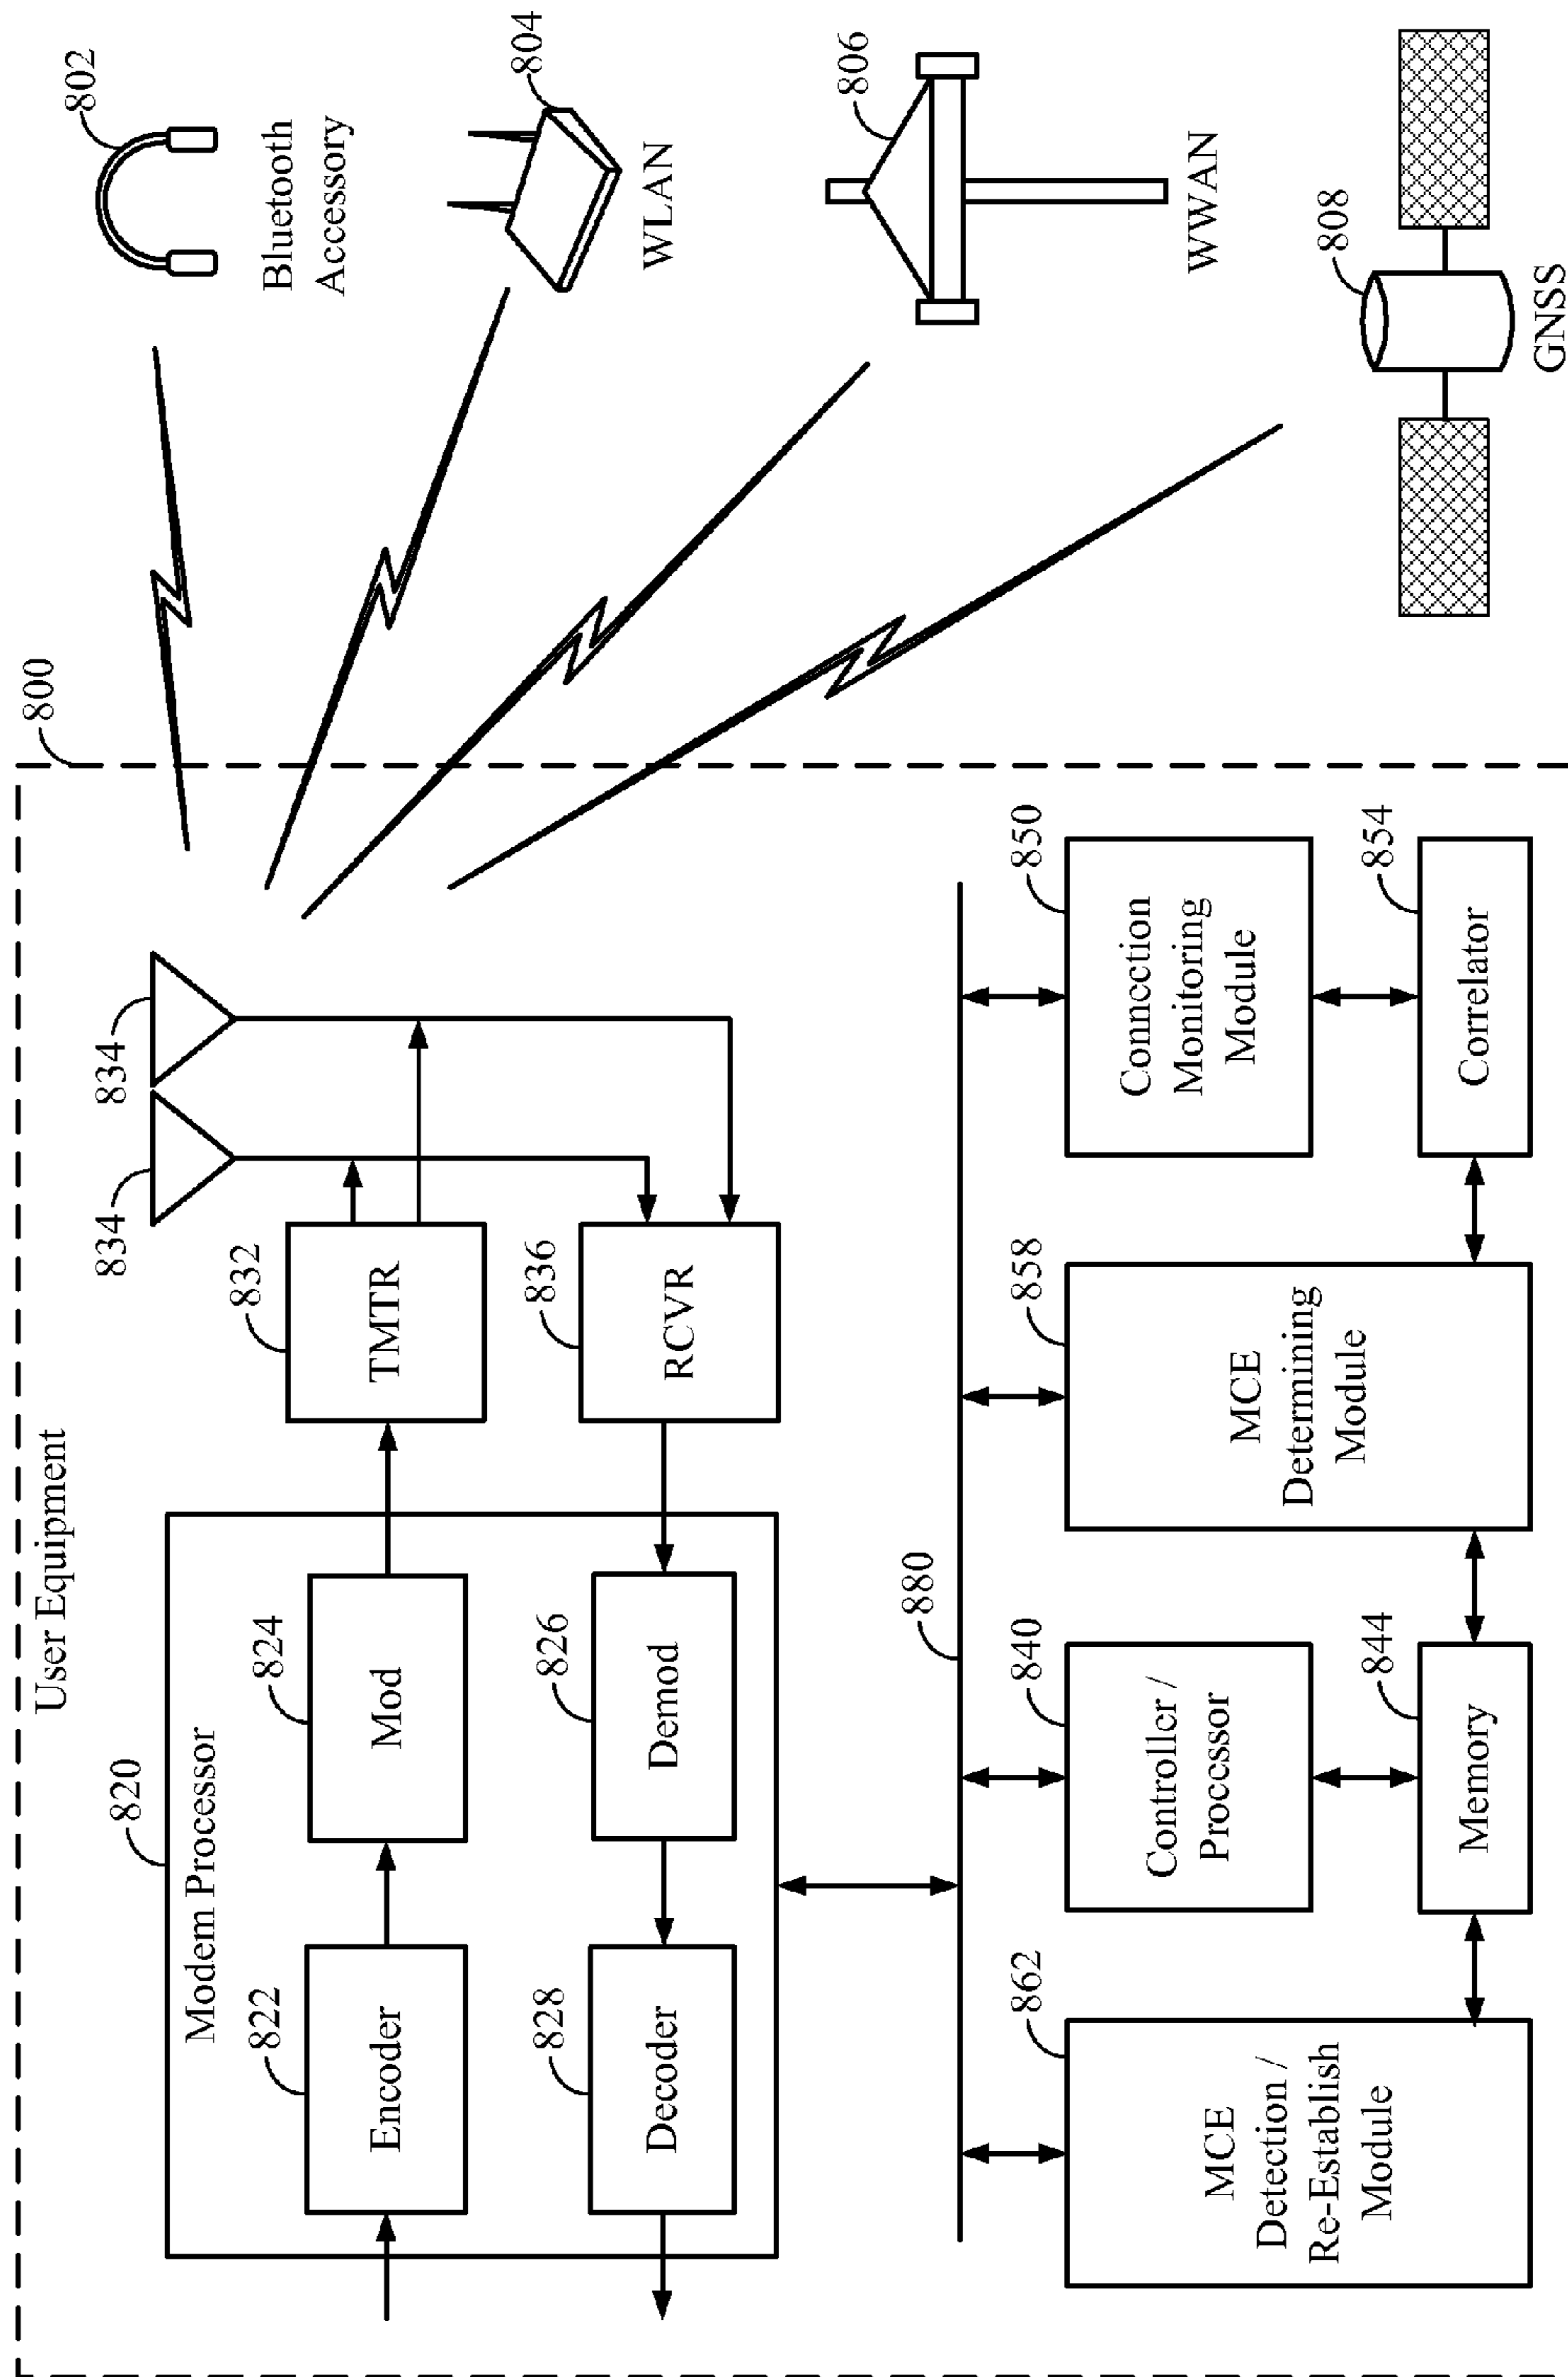 User Equipment
800
820
Modem Processor
822
Encoder
824
Mod
832
TMTR
834
834
828
Decoder
826
Demod
836
RCVR
880
862
MCE
Detection /
Re-Establish
Module
840
Controller /
Processor
844
Memory
858
MCE
Determining
Module
850
Connection
Monitoring
Module
854
Correlator
802
Bluetooth
Accessory
804
WLAN
806
WWAN
808
GNSS